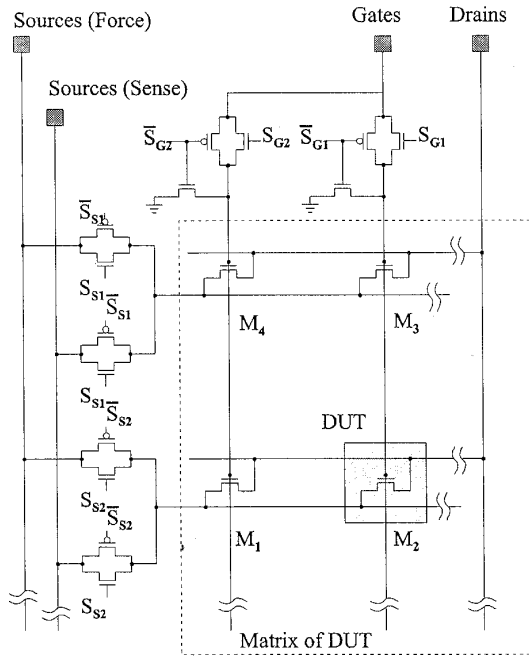 Sources (Force)
Gates
Drains
Sources (Sense)
S̅G2
SG2
S̅G1
SG1
S̅S1
SS1
S̅S1
M4
M3
SS1
S̅S2
DUT
SS2
S̅S2
M1
M2
SS2
Matrix of DUT